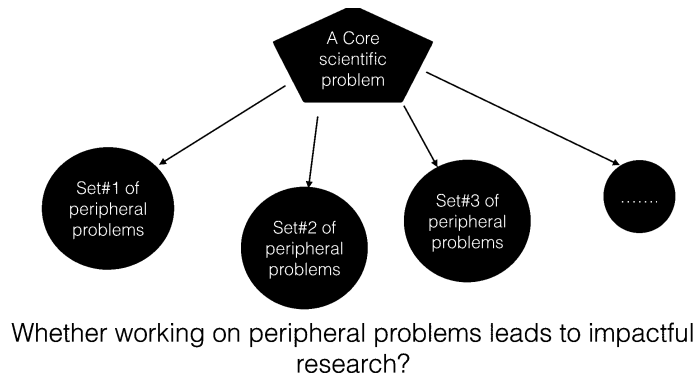 A Core
scientific
problem
Set#1 of
peripheral
problems
Set#2 of
peripheral
problems
Set#3 of
peripheral
problems
.......
Whether working on peripheral problems leads to impactful
research?